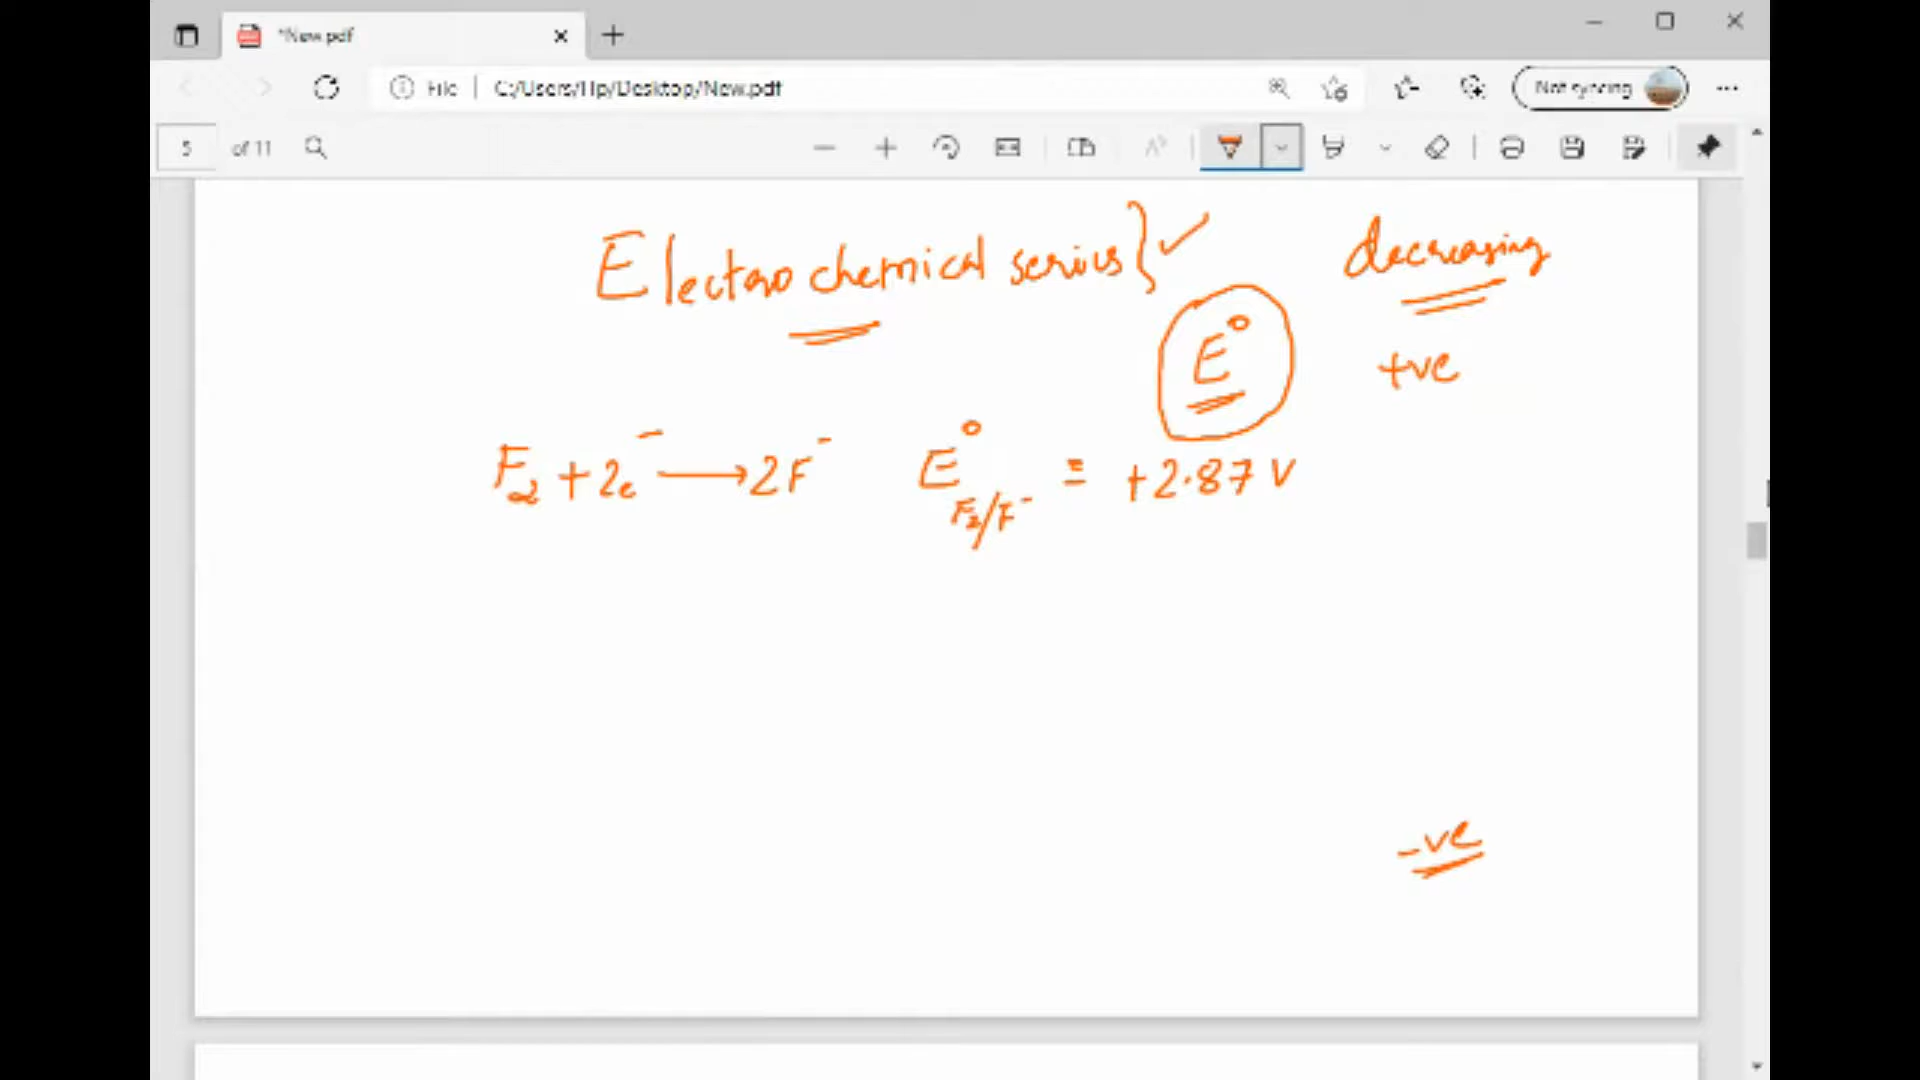 *New.pdf
File | C:/Users/Hp/Desktop/New.pdf
Not syncing
5 of 11
Electro chemical series} ✓
decreasing
E°
+ve
F₂ + 2e⁻ ⟶ 2F⁻ E°F₂/F⁻ = +2.87 V
-ve